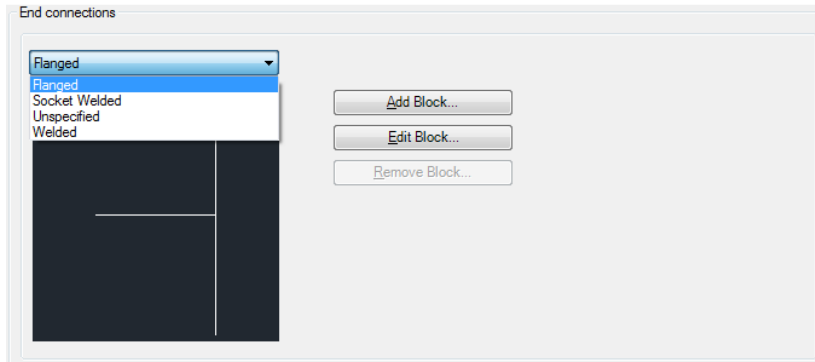 End connections
Flanged
Flanged
Socket Welded
Unspecified
Welded
Add Block...
Edit Block...
Remove Block...